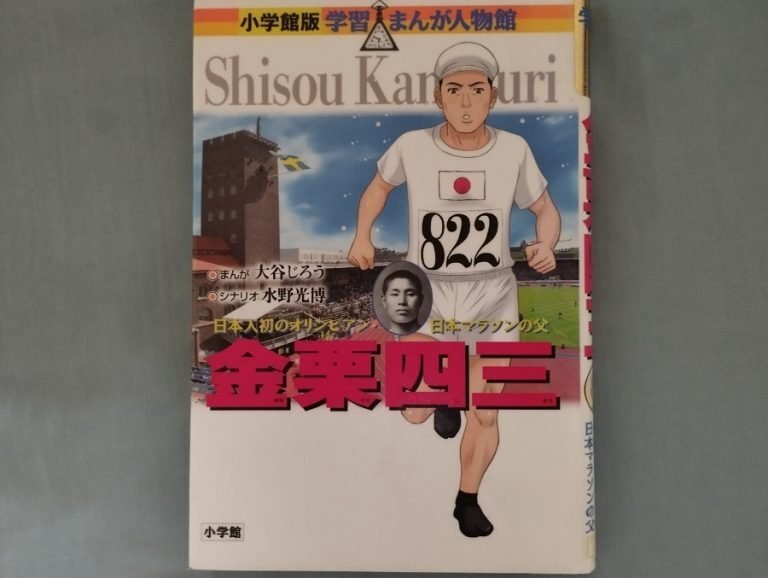 小学館版 学習まんが人物館
Shisou Kan uri
822
まんが 大谷じろう
シナリオ 水野光博
日本人初のオリンピアン 日本マラソンの父
金栗四三
小学館
日本マラソンの父